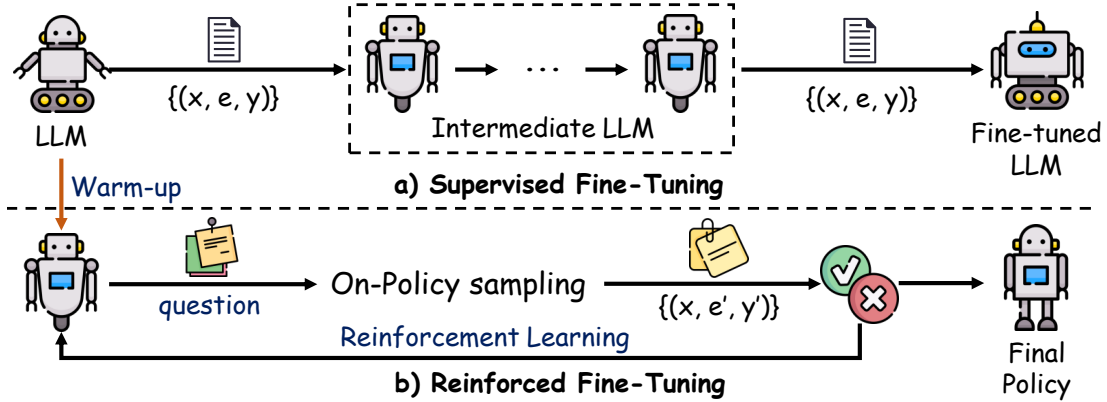 LLM
{(x, e, y)}
...
Intermediate LLM
{(x, e, y)}
Fine-tuned
LLM
a) Supervised Fine-Tuning
Warm-up
question
On-Policy sampling
{(x, e’, y’)}
Reinforcement Learning
Final
Policy
b) Reinforced Fine-Tuning